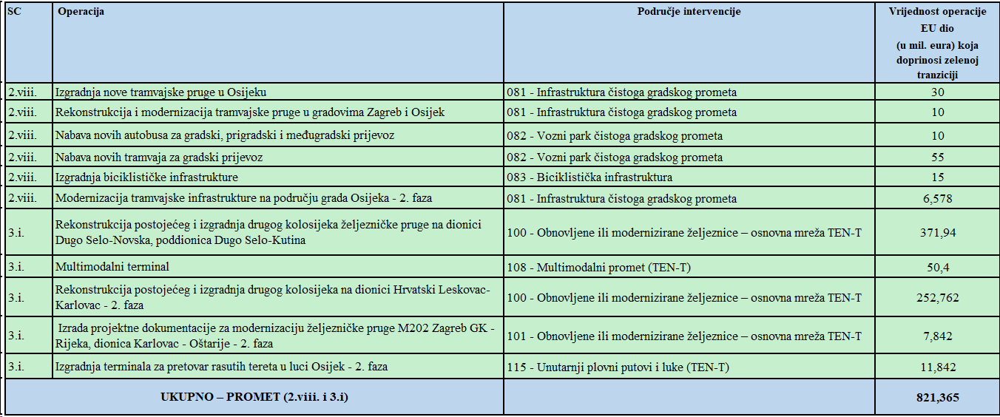 SC Operacija Područje intervencije Vrijednost operacije
EU dio
(u mil. eura) koja
doprinosi zelenoj
tranziciji
2.viii. Izgradnja nove tramvajske pruge u Osijeku 081 - Infrastruktura čistoga gradskog prometa 30
2.viii. Rekonstrukcija i modernizacija tramvajske pruge u gradovima Zagreb i Osijek 081 - Infrastruktura čistoga gradskog prometa 10
2.viii. Nabava novih autobusa za gradski, prigradski i međugradski prijevoz 082 - Vozni park čistoga gradskog prometa 10
2.viii. Nabava novih tramvaja za gradski prijevoz 082 - Vozni park čistoga gradskog prometa 55
2.viii. Izgradnja biciklističke infrastrukture 083 - Biciklistička infrastruktura 15
2.viii. Modernizacija tramvajske infrastrukture na području grada Osijeka - 2. faza 081 - Infrastruktura čistoga gradskog prometa 6,578
3.i. Rekonstrukcija postojećeg i izgradnja drugog kolosijeka željezničke pruge na dionici
Dugo Selo-Novska, poddionica Dugo Selo-Kutina 100 - Obnovljene ili modernizirane željeznice – osnovna mreža TEN-T 371,94
3.i. Multimodalni terminal 108 - Multimodalni promet (TEN-T) 50,4
3.i. Rekonstrukcija postojećeg i izgradnja drugog kolosijeka na dionici Hrvatski Leskovac-
Karlovac - 2. faza 100 - Obnovljene ili modernizirane željeznice – osnovna mreža TEN-T 252,762
3.i. Izrada projektne dokumentacije za modernizaciju željezničke pruge M202 Zagreb GK -
Rijeka, dionica Karlovac - Oštarije - 2. faza 101 - Obnovljene ili modernizirane željeznice – osnovna mreža TEN-T 7,842
3.i. Izgradnja terminala za pretovar rasutih tereta u luci Osijek - 2. faza 115 - Unutarnji plovni putovi i luke (TEN-T) 11,842
UKUPNO – PROMET (2.viii. i 3.i) 821,365